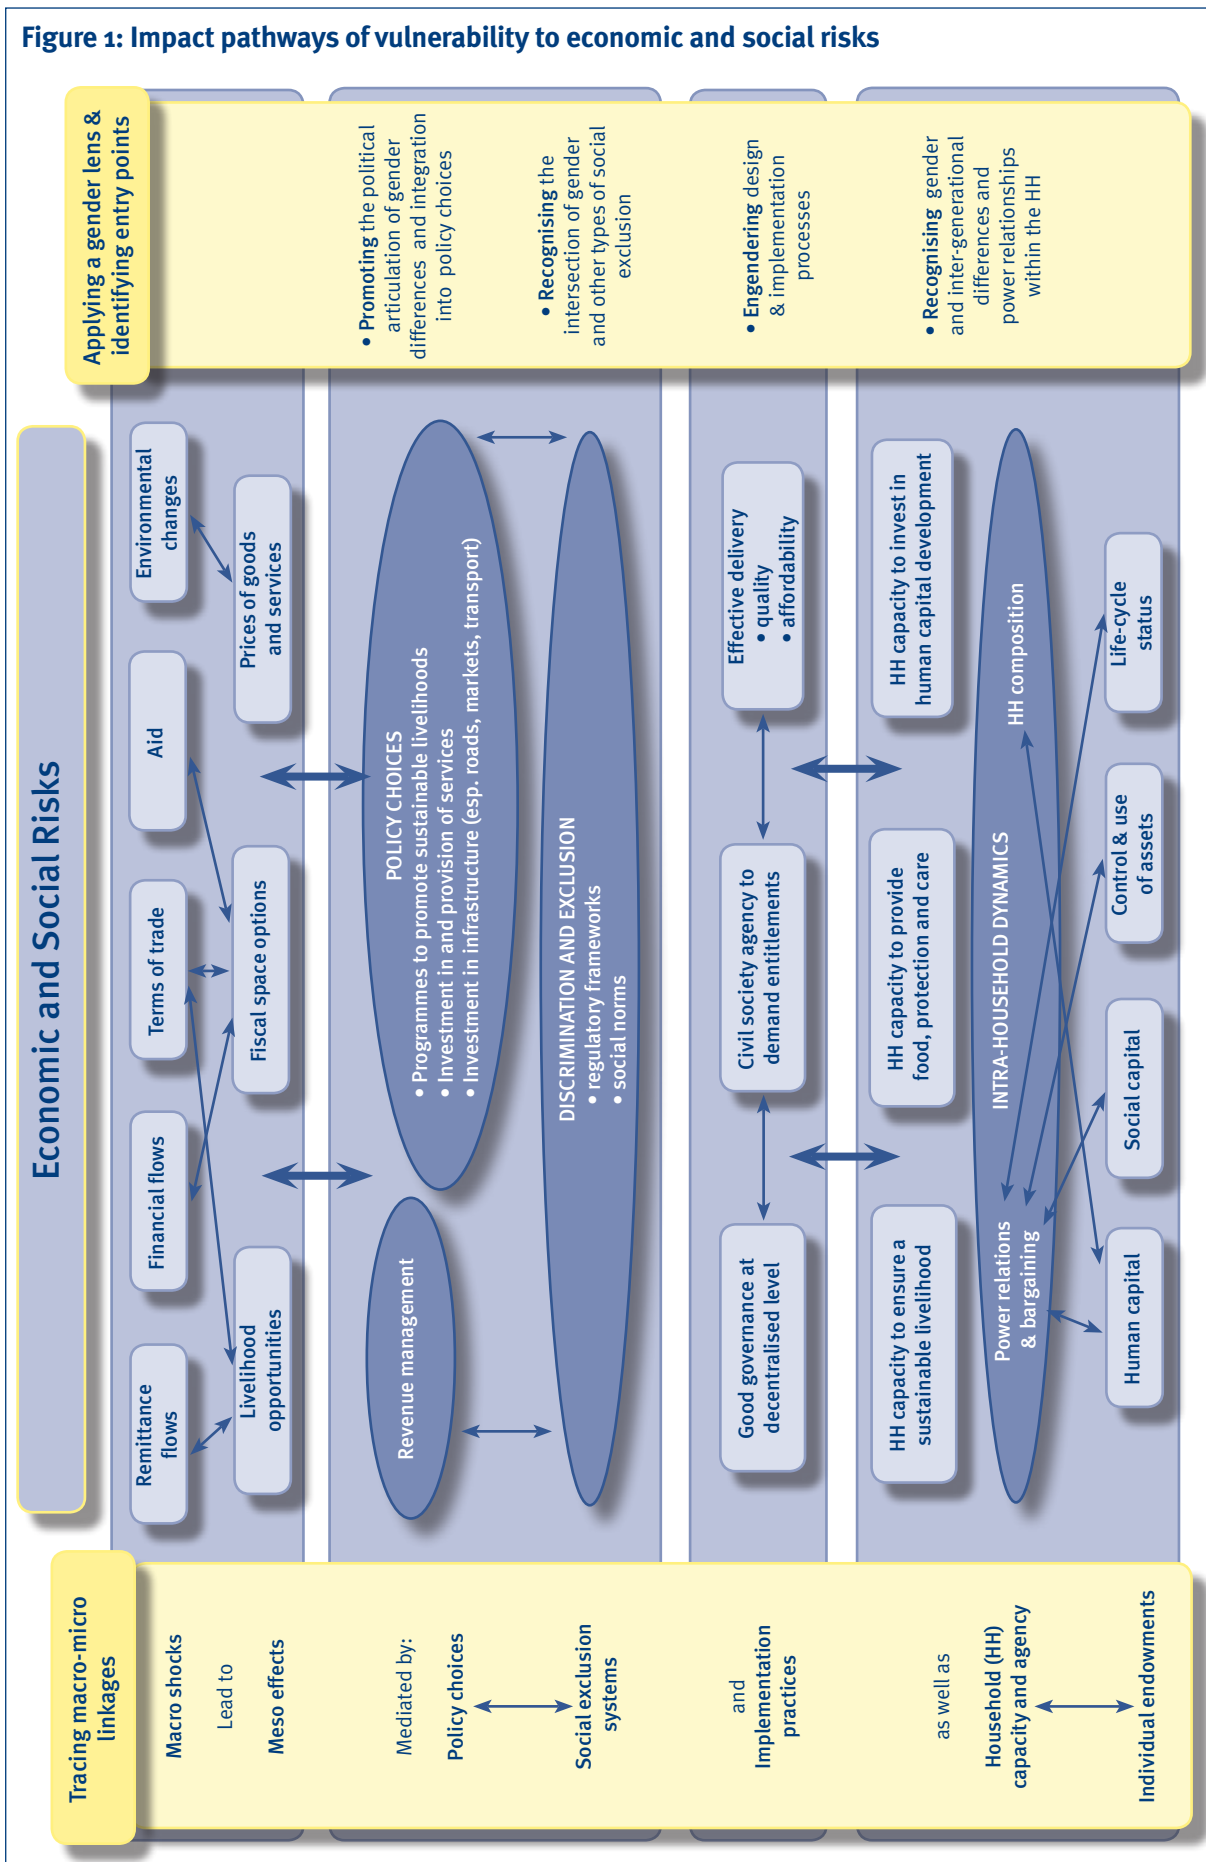 Figure 1: Impact pathways of vulnerability to economic and social risks
Economic and Social Risks
Tracing macro-micro
linkages
Macro shocks
Lead to
Meso effects
Mediated by:
Policy choices
Social exclusion
systems
and
Implementation
practices
as well as
Household (HH)
capacity and agency
Individual endowments
Remittance
flows
Financial flows
Terms of trade
Aid
Environmental
changes
Livelihood
opportunities
Fiscal space options
Prices of goods
and services
Revenue management
POLICY CHOICES
• Programmes to promote sustainable livelihoods
• Investment in and provision of services
• Investment in infrastructure (esp. roads, markets, transport)
DISCRIMINATION AND EXCLUSION
• regulatory frameworks
• social norms
Good governance at
decentralised level
Civil society agency to
demand entitlements
Effective delivery
• quality
• affordability
HH capacity to ensure a
sustainable livelihood
HH capacity to provide
food, protection and care
HH capacity to invest in
human capital development
INTRA-HOUSEHOLD DYNAMICS
Power relations
& bargaining
HH composition
Human capital
Social capital
Control & use
of assets
Life-cycle
status
Applying a gender lens &
identifying entry points
• Promoting the political
articulation of gender
differences and integration
into policy choices
• Recognising the
intersection of gender
and other types of social
exclusion
• Engendering design
& implementation
processes
• Recognising gender
and inter-generational
differences and
power relationships
within the HH